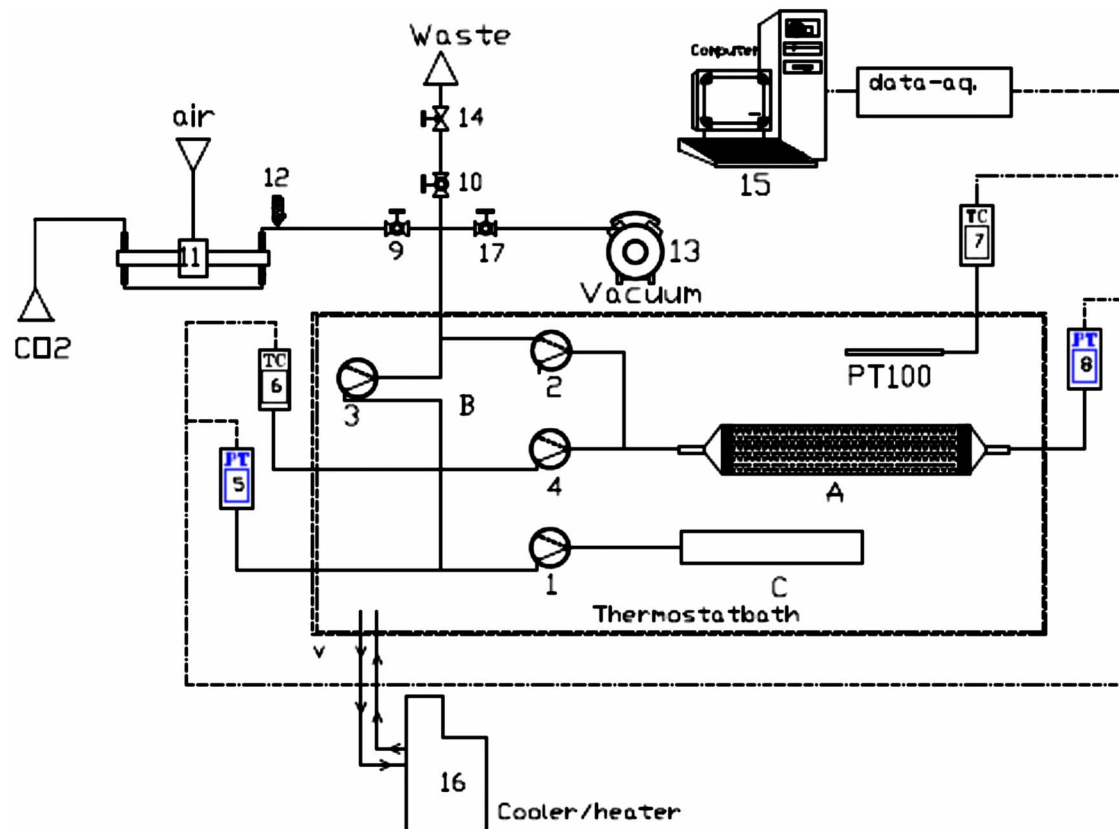 Waste
Computer
data-aq.
air
14
12
10
15
TC
7
11
9
17
13
Vacuum
CO2
PT
8
TC
6
3
B
2
PT100
PT
5
4
A
1
C
Thermostatbath
v
16
Cooler/heater